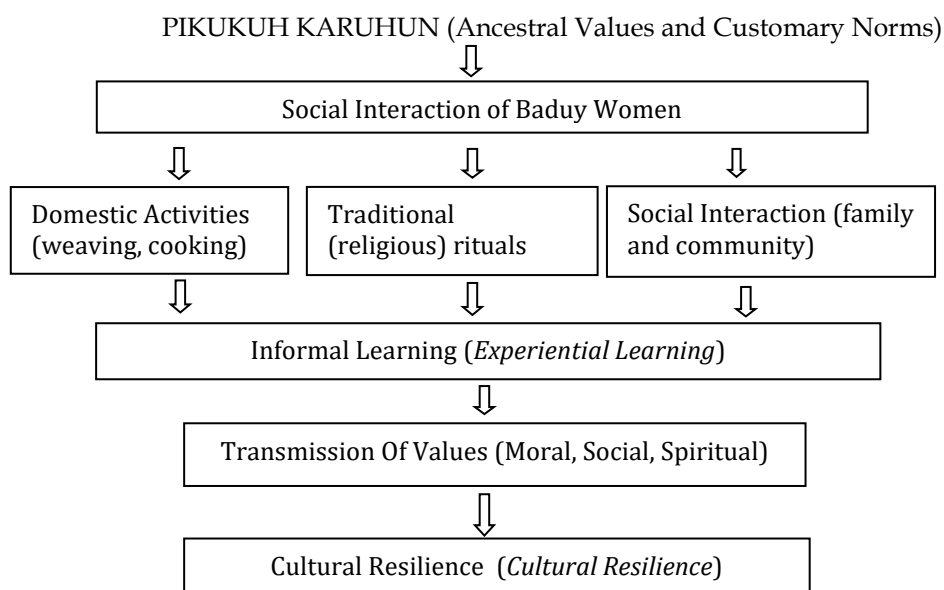 PIKUKUH KARUHUN (Ancestral Values and Customary Norms)
Social Interaction of Baduy Women
Domestic Activities
(weaving, cooking)
Traditional
(religious) rituals
Social Interaction (family
and community)
Informal Learning (Experiential Learning)
Transmission Of Values (Moral, Social, Spiritual)
Cultural Resilience (Cultural Resilience)